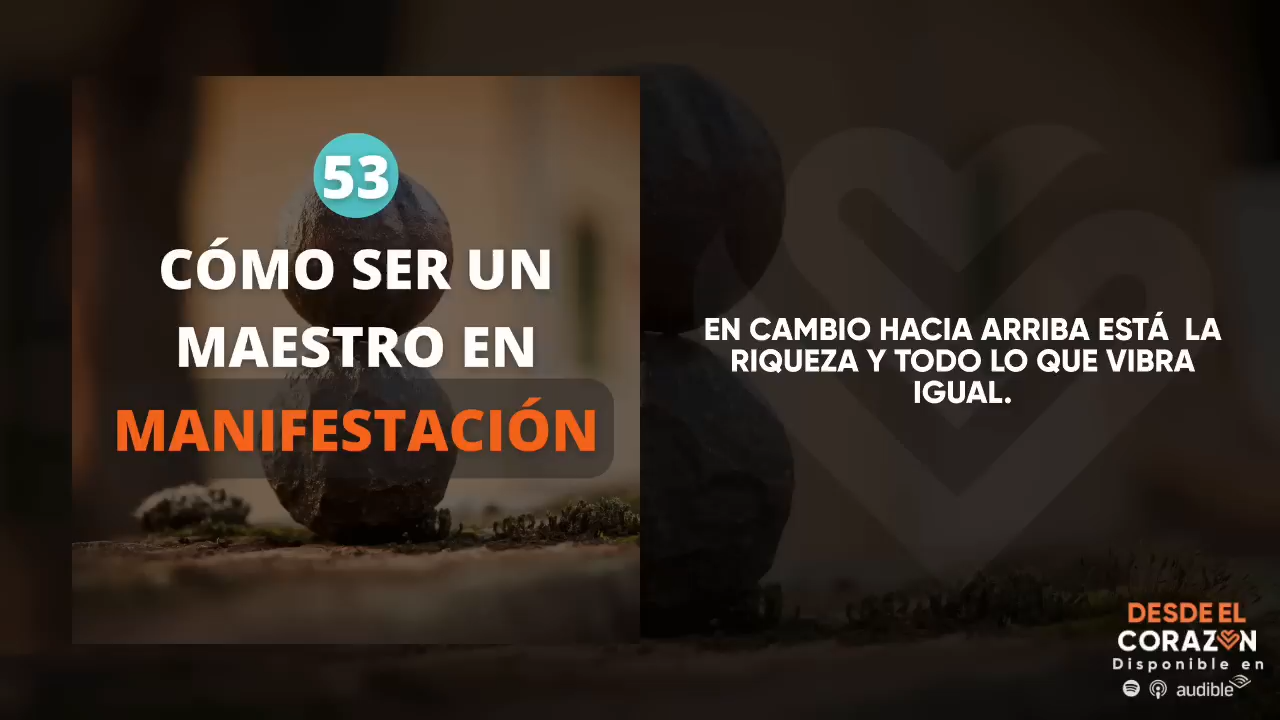 53
CÓMO SER UN
MAESTRO EN
MANIFESTACIÓN
EN CAMBIO HACIA ARRIBA ESTÁ  LA
RIQUEZA Y TODO LO QUE VIBRA
IGUAL.
DESDE EL
CORAZÓN
Disponible en
audible